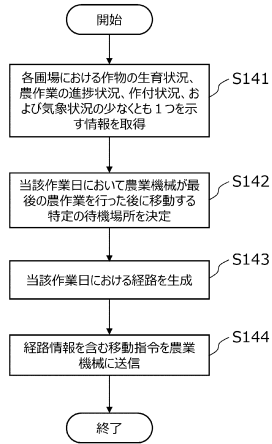 開始
各圃場における作物の生育状況、
農作業の進捗状況、作付状況、お
よび気象状況の少なくとも1つを示
す情報を取得
S141
当該作業日において農業機械が最
後の農作業を行った後に移動する
特定の待機場所を決定
S142
当該作業日における経路を生成
S143
経路情報を含む移動指令を農業
機械に送信
S144
終了